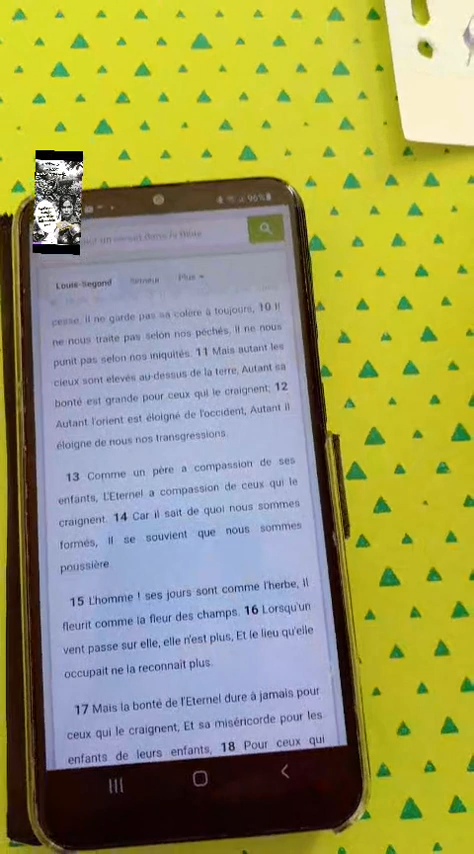 96%
un verset dans la Bible
Louis-Segond Semeur Plus
cesse, Il ne garde pas sa colère à toujours, 10 Il
ne nous traite pas selon nos péchés, Il ne nous
punit pas selon nos iniquités. 11 Mais autant les
cieux sont élevés au-dessus de la terre, Autant sa
bonté est grande pour ceux qui le craignent; 12
Autant l'orient est éloigné de l'occident, Autant Il
éloigne de nous nos transgressions.
13 Comme un père a compassion de ses
enfants, L'Eternel a compassion de ceux qui le
craignent. 14 Car il sait de quoi nous sommes
formés, Il se souvient que nous sommes
poussière
15 L'homme ! ses jours sont comme l'herbe, Il
fleurit comme la fleur des champs. 16 Lorsqu'un
vent passe sur elle, elle n'est plus, Et le lieu qu'elle
occupait ne la reconnaît plus.
17 Mais la bonté de l'Eternel dure à jamais pour
ceux qui le craignent, Et sa miséricorde pour les
enfants de leurs enfants, 18 Pour ceux qui